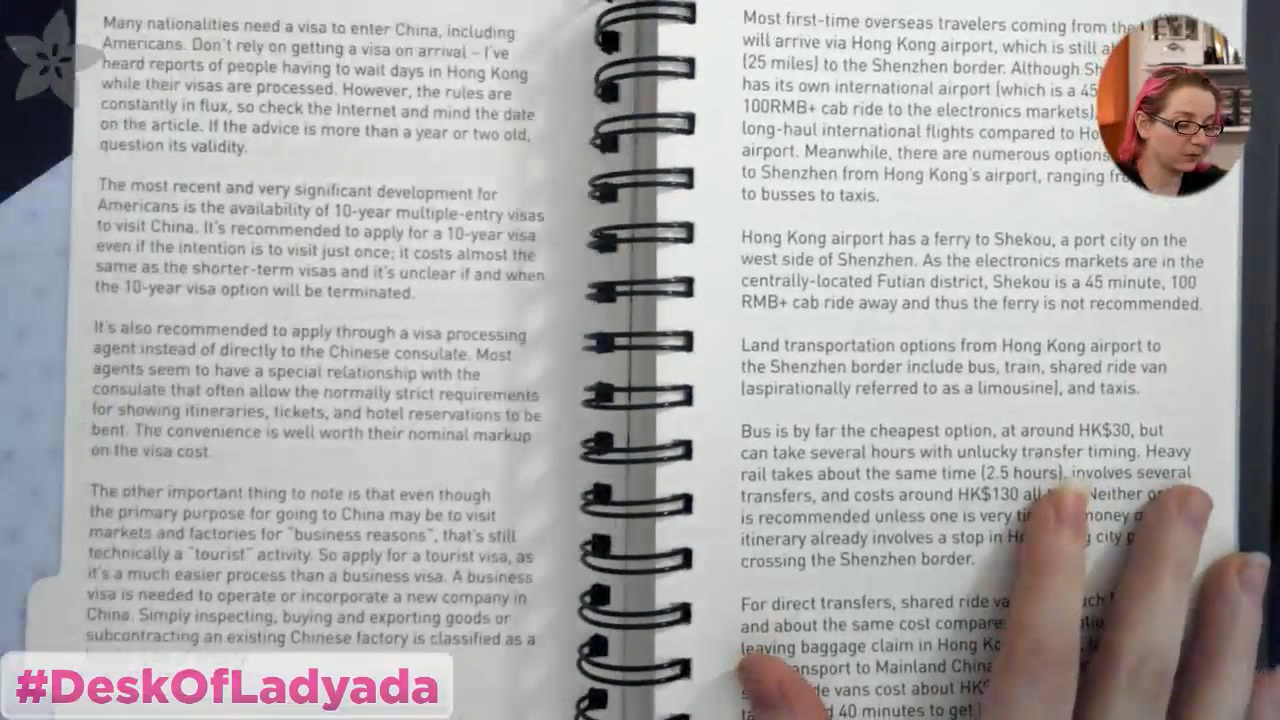 Many nationalities need a visa to enter China, including
Americans. Don't rely on getting a visa on arrival – I've
heard reports of people having to wait days in Hong Kong
while their visas are processed. However, the rules are
constantly in flux, so check the Internet and mind the date
on the article. If the advice is more than a year or two old,
question its validity.
The most recent and very significant development for
Americans is the availability of 10-year multiple-entry visas
to visit China. It's recommended to apply for a 10-year visa
even if the intention is to visit just once; it costs almost the
same as the shorter-term visas and it's unclear if and when
the 10-year visa option will be terminated.
It's also recommended to apply through a visa processing
agent instead of directly to the Chinese consulate. Most
agents seem to have a special relationship with the
consulate that often allow the normally strict requirements
for showing itineraries, tickets, and hotel reservations to be
bent. The convenience is well worth their nominal markup
on the visa cost.
The other important thing to note is that even though
the primary purpose for going to China may be to visit
markets and factories for "business reasons", that's still
technically a "tourist" activity. So apply for a tourist visa, as
it's a much easier process than a business visa. A business
visa is needed to operate or incorporate a new company in
China. Simply inspecting, buying and exporting goods or
subcontracting an existing Chinese factory is classified as a
Most first-time overseas travelers coming from the
will arrive via Hong Kong airport, which is still
(25 miles) to the Shenzhen border. Although
has its own international airport (which is a 45
100RMB+ cab ride to the electronics markets)
long-haul international flights compared to
airport. Meanwhile, there are numerous options
to Shenzhen from Hong Kong's airport, ranging
to busses to taxis.
Hong Kong airport has a ferry to Shekou, a port city on the
west side of Shenzhen. As the electronics markets are in the
centrally-located Futian district, Shekou is a 45 minute, 100
RMB+ cab ride away and thus the ferry is not recommended.
Land transportation options from Hong Kong airport to
the Shenzhen border include bus, train, shared ride van
(aspirationally referred to as a limousine), and taxis.
Bus is by far the cheapest option, at around HK$30, but
can take several hours with unlucky transfer timing. Heavy
rail takes about the same time (2.5 hours), involves several
transfers, and costs around HK$130 all Neither
is recommended unless one is very money
itinerary already involves a stop in city
crossing the Shenzhen border.
For direct transfers, shared ride
and about the same cost
leaving baggage claim in Hong
to Mainland
vans cost about
40 minutes to get
#DeskOfLadyada